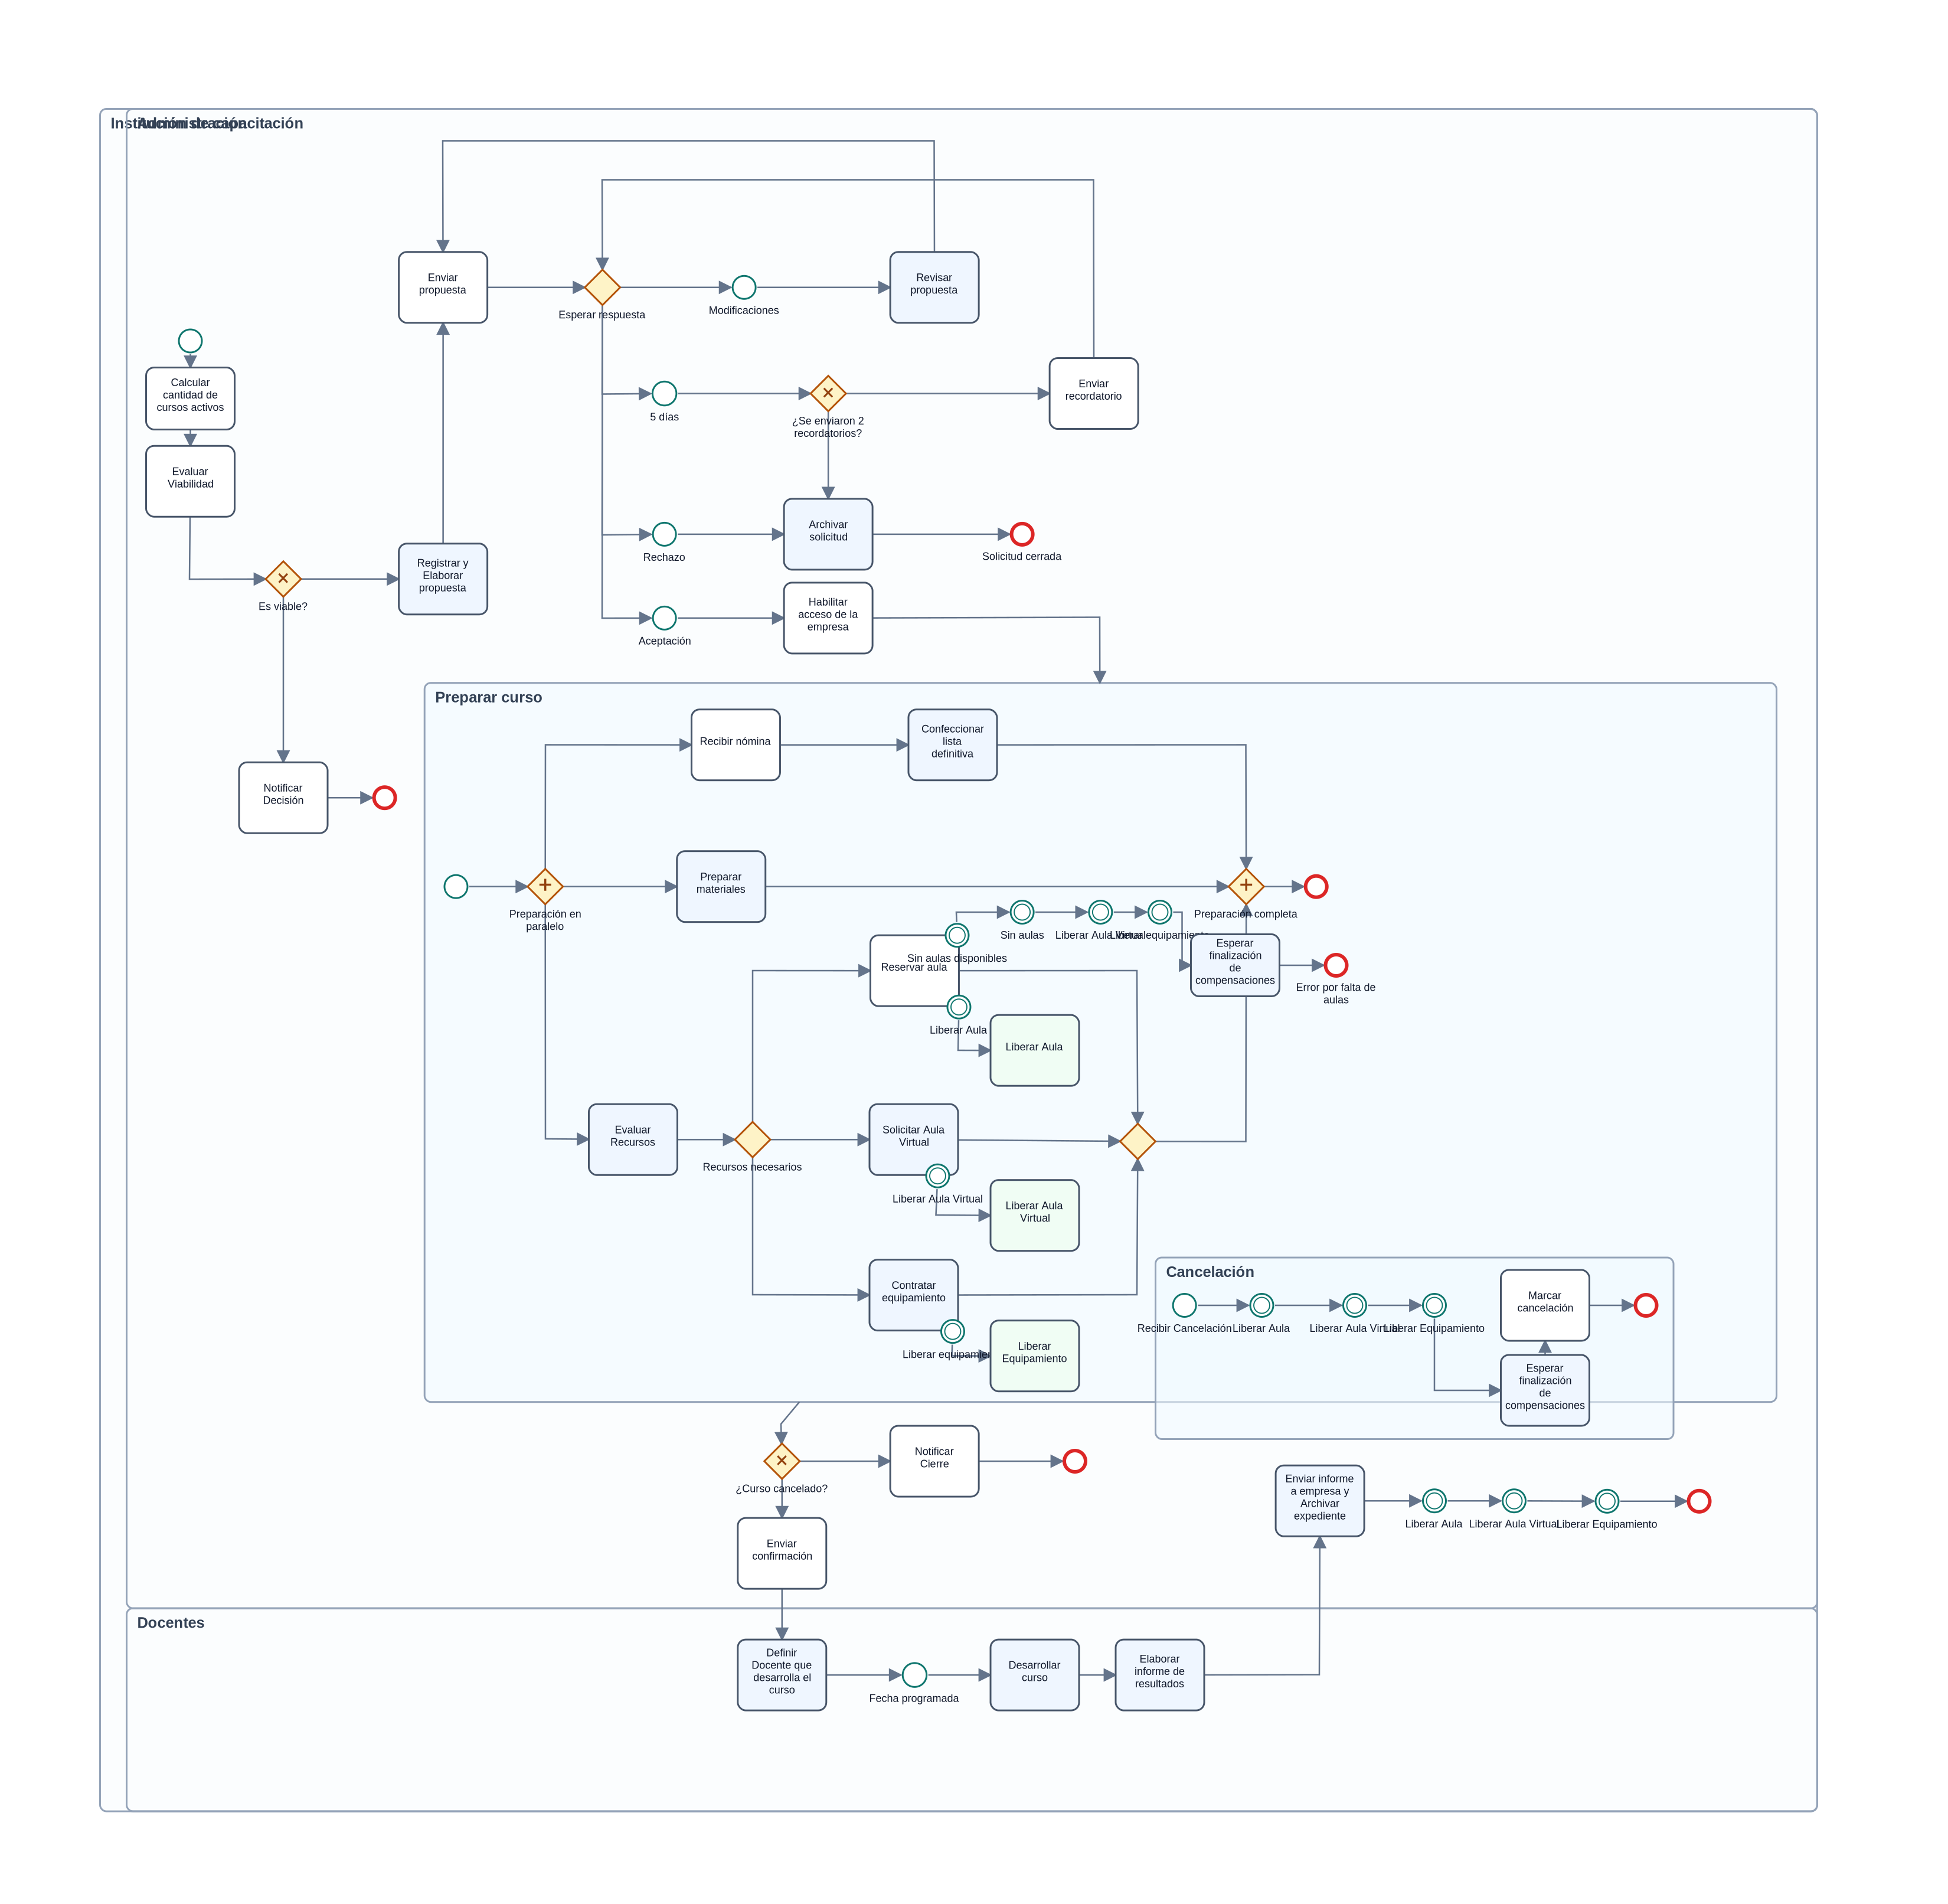 Institución de capacitación
Administración
Enviar
propuesta
Esperar respuesta
Modificaciones
Revisar
propuesta
Calcular
cantidad de
cursos activos
5 días
¿Se enviaron 2
recordatorios?
Enviar
recordatorio
Evaluar
Viabilidad
Rechazo
Archivar
solicitud
Solicitud cerrada
Es viable?
Registrar y
Elaborar
propuesta
Aceptación
Habilitar
acceso de la
empresa
Preparar curso
Recibir nómina
Confeccionar
lista
definitiva
Notificar
Decisión
Preparación en
paralelo
Preparar
materiales
Preparación completa
Sin aulas
Liberar Aula Virtual
Liberar equipamiento
Sin aulas disponibles
Reservar aula
Esperar
finalización
de
compensaciones
Error por falta de
aulas
Liberar Aula
Liberar Aula
Evaluar
Recursos
Recursos necesarios
Solicitar Aula
Virtual
Liberar Aula Virtual
Liberar Aula
Virtual
Contratar
equipamiento
Liberar equipamiento
Liberar
Equipamiento
Cancelación
Recibir Cancelación
Liberar Aula
Liberar Aula Virtual
Liberar Equipamiento
Marcar
cancelación
Esperar
finalización
de
compensaciones
¿Curso cancelado?
Notificar
Cierre
Enviar
confirmación
Enviar informe
a empresa y
Archivar
expediente
Liberar Aula
Liberar Aula Virtual
Liberar Equipamiento
Docentes
Definir
Docente que
desarrolla el
curso
Fecha programada
Desarrollar
curso
Elaborar
informe de
resultados